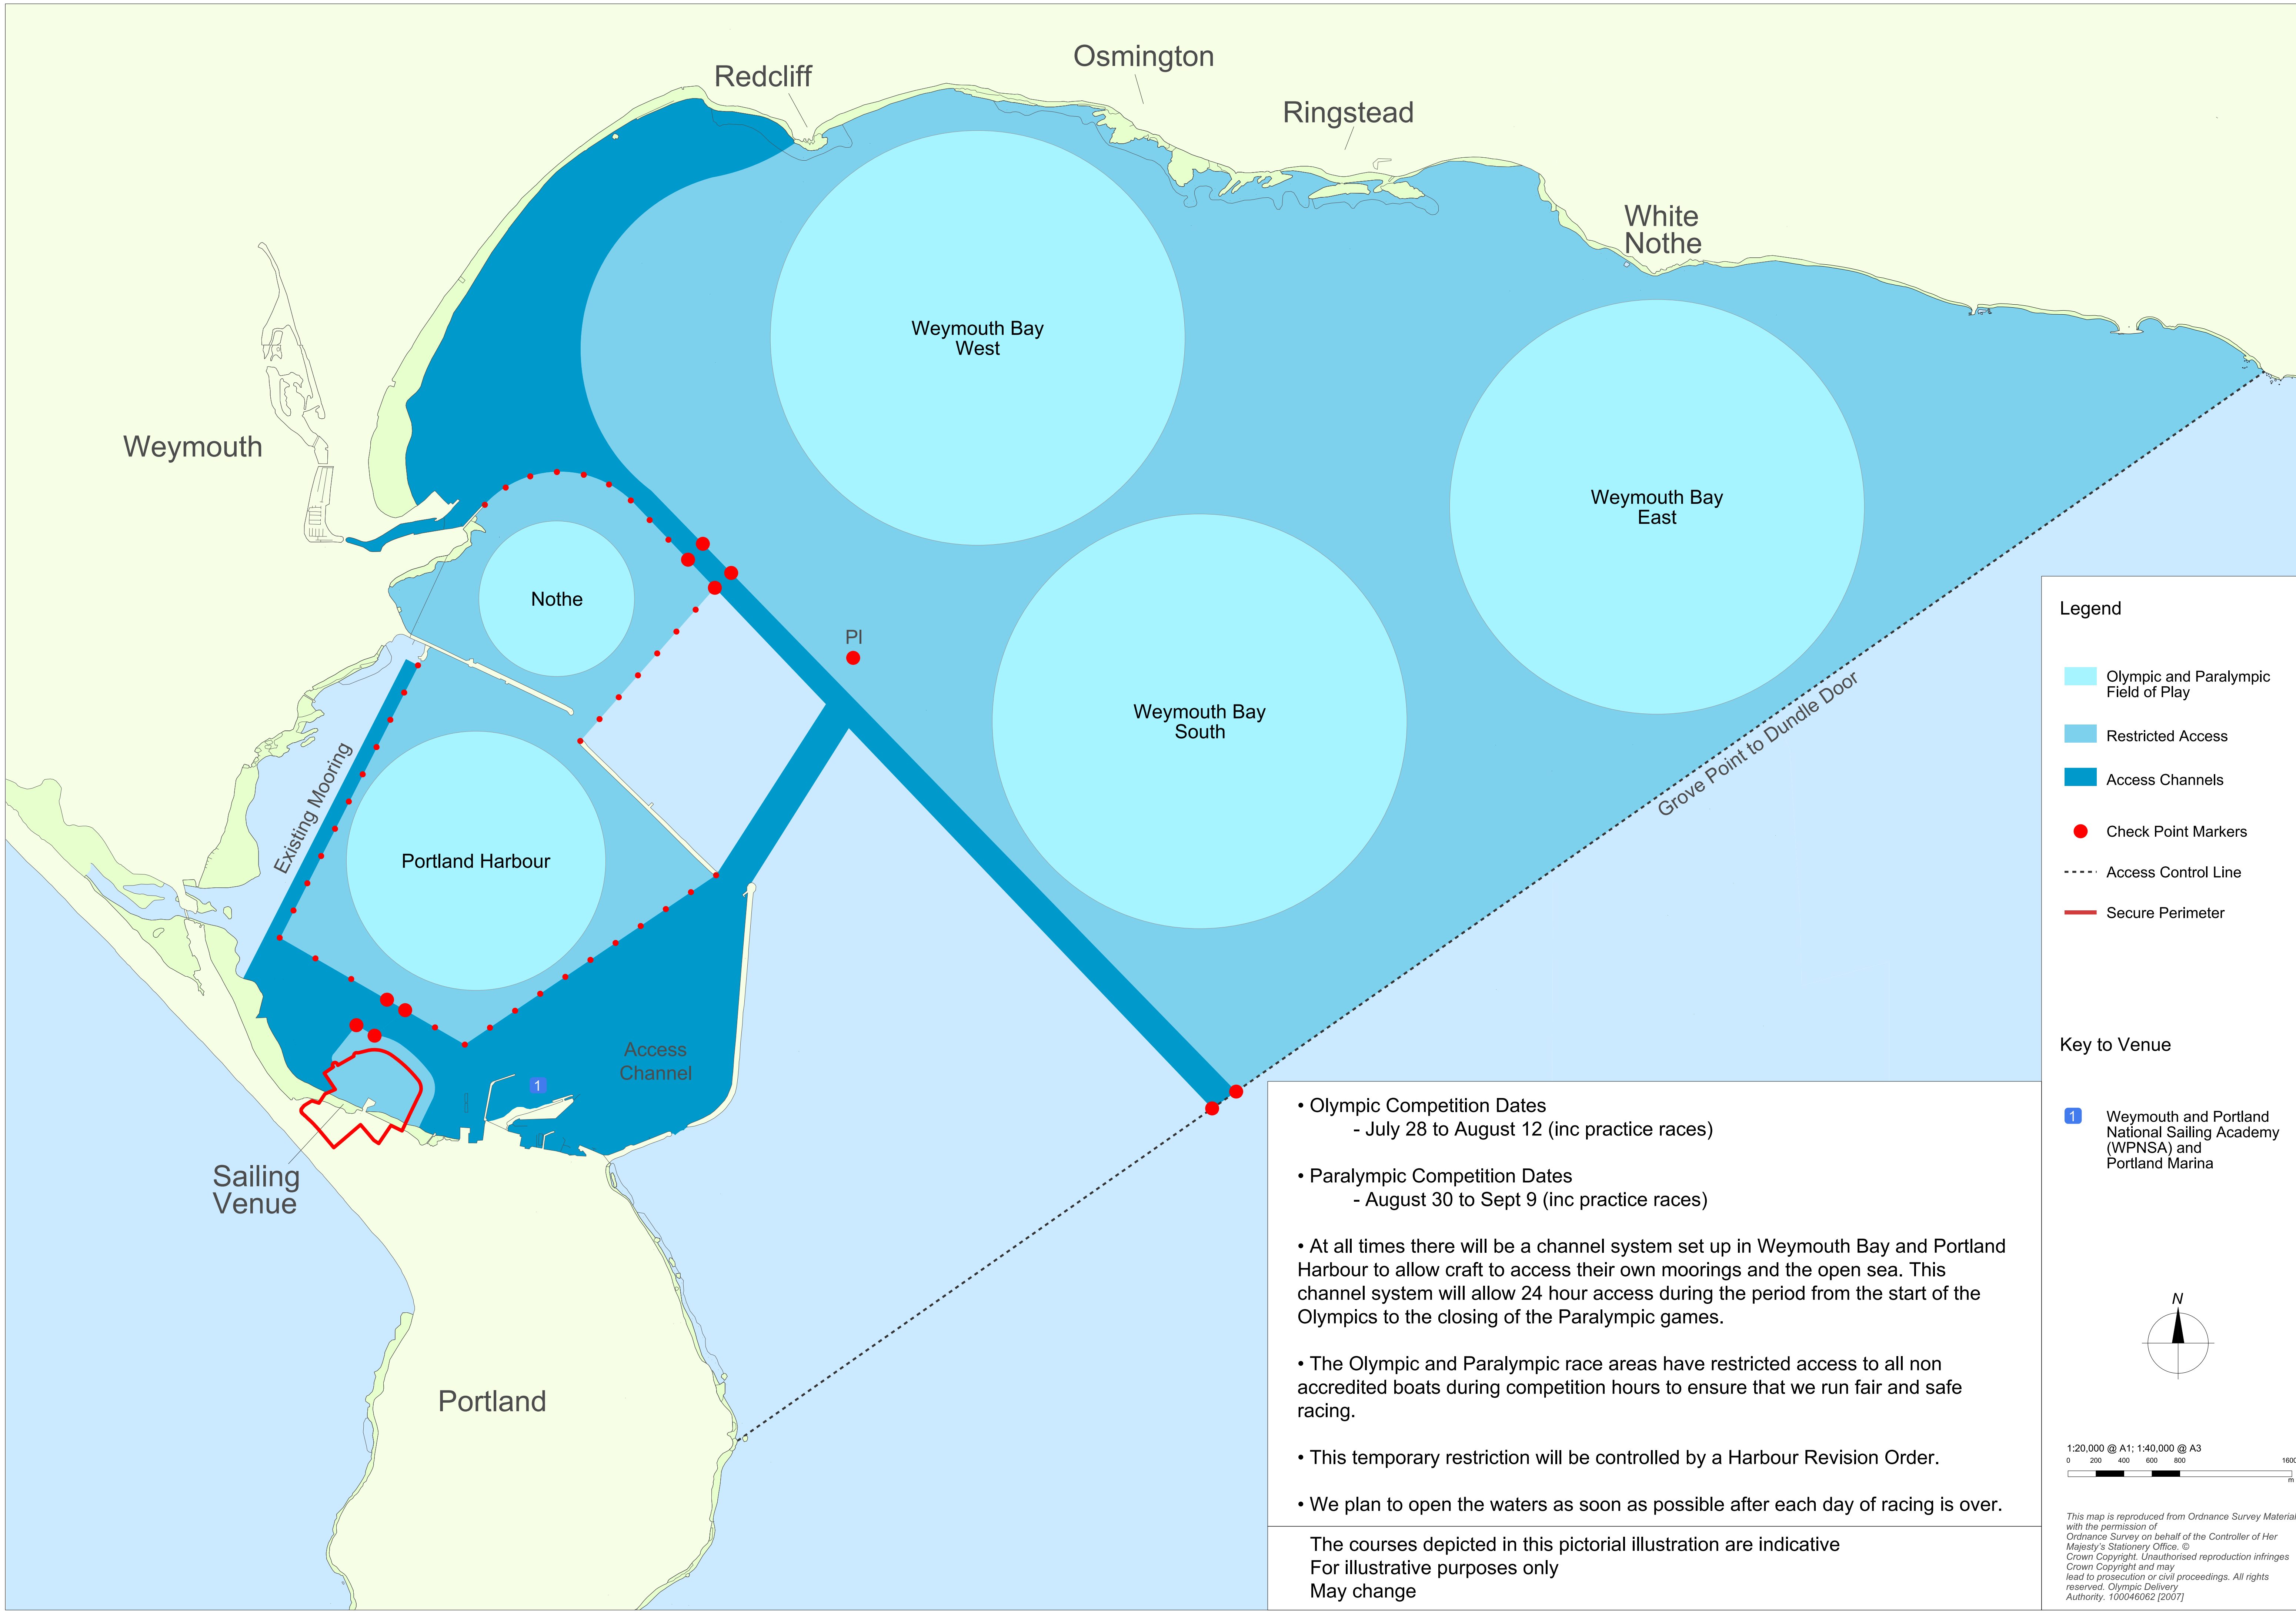 Osmington
Redcliff
Ringstead
White
Nothe
Weymouth Bay
West
Weymouth
Weymouth Bay
East
Nothe
PI
Weymouth Bay
South
Grove Point to Dundle Door
Existing Mooring
Portland Harbour
Access
Channel
1
Sailing
Venue
Portland
• Olympic Competition Dates
- July 28 to August 12 (inc practice races)
• Paralympic Competition Dates
- August 30 to Sept 9 (inc practice races)
• At all times there will be a channel system set up in Weymouth Bay and Portland
Harbour to allow craft to access their own moorings and the open sea. This
channel system will allow 24 hour access during the period from the start of the
Olympics to the closing of the Paralympic games.
• The Olympic and Paralympic race areas have restricted access to all non
accredited boats during competition hours to ensure that we run fair and safe
racing.
• This temporary restriction will be controlled by a Harbour Revision Order.
• We plan to open the waters as soon as possible after each day of racing is over.
The courses depicted in this pictorial illustration are indicative
For illustrative purposes only
May change
Legend
Olympic and Paralympic
Field of Play
Restricted Access
Access Channels
Check Point Markers
Access Control Line
Secure Perimeter
Key to Venue
1
Weymouth and Portland
National Sailing Academy
(WPNSA) and
Portland Marina
N
1:20,000 @ A1; 1:40,000 @ A3
0 200 400 600 800 1600
m
This map is reproduced from Ordnance Survey Material
with the permission of
Ordnance Survey on behalf of the Controller of Her
Majesty's Stationery Office. ©
Crown Copyright. Unauthorised reproduction infringes
Crown Copyright and may
lead to prosecution or civil proceedings. All rights
reserved. Olympic Delivery
Authority. 100046062 [2007]